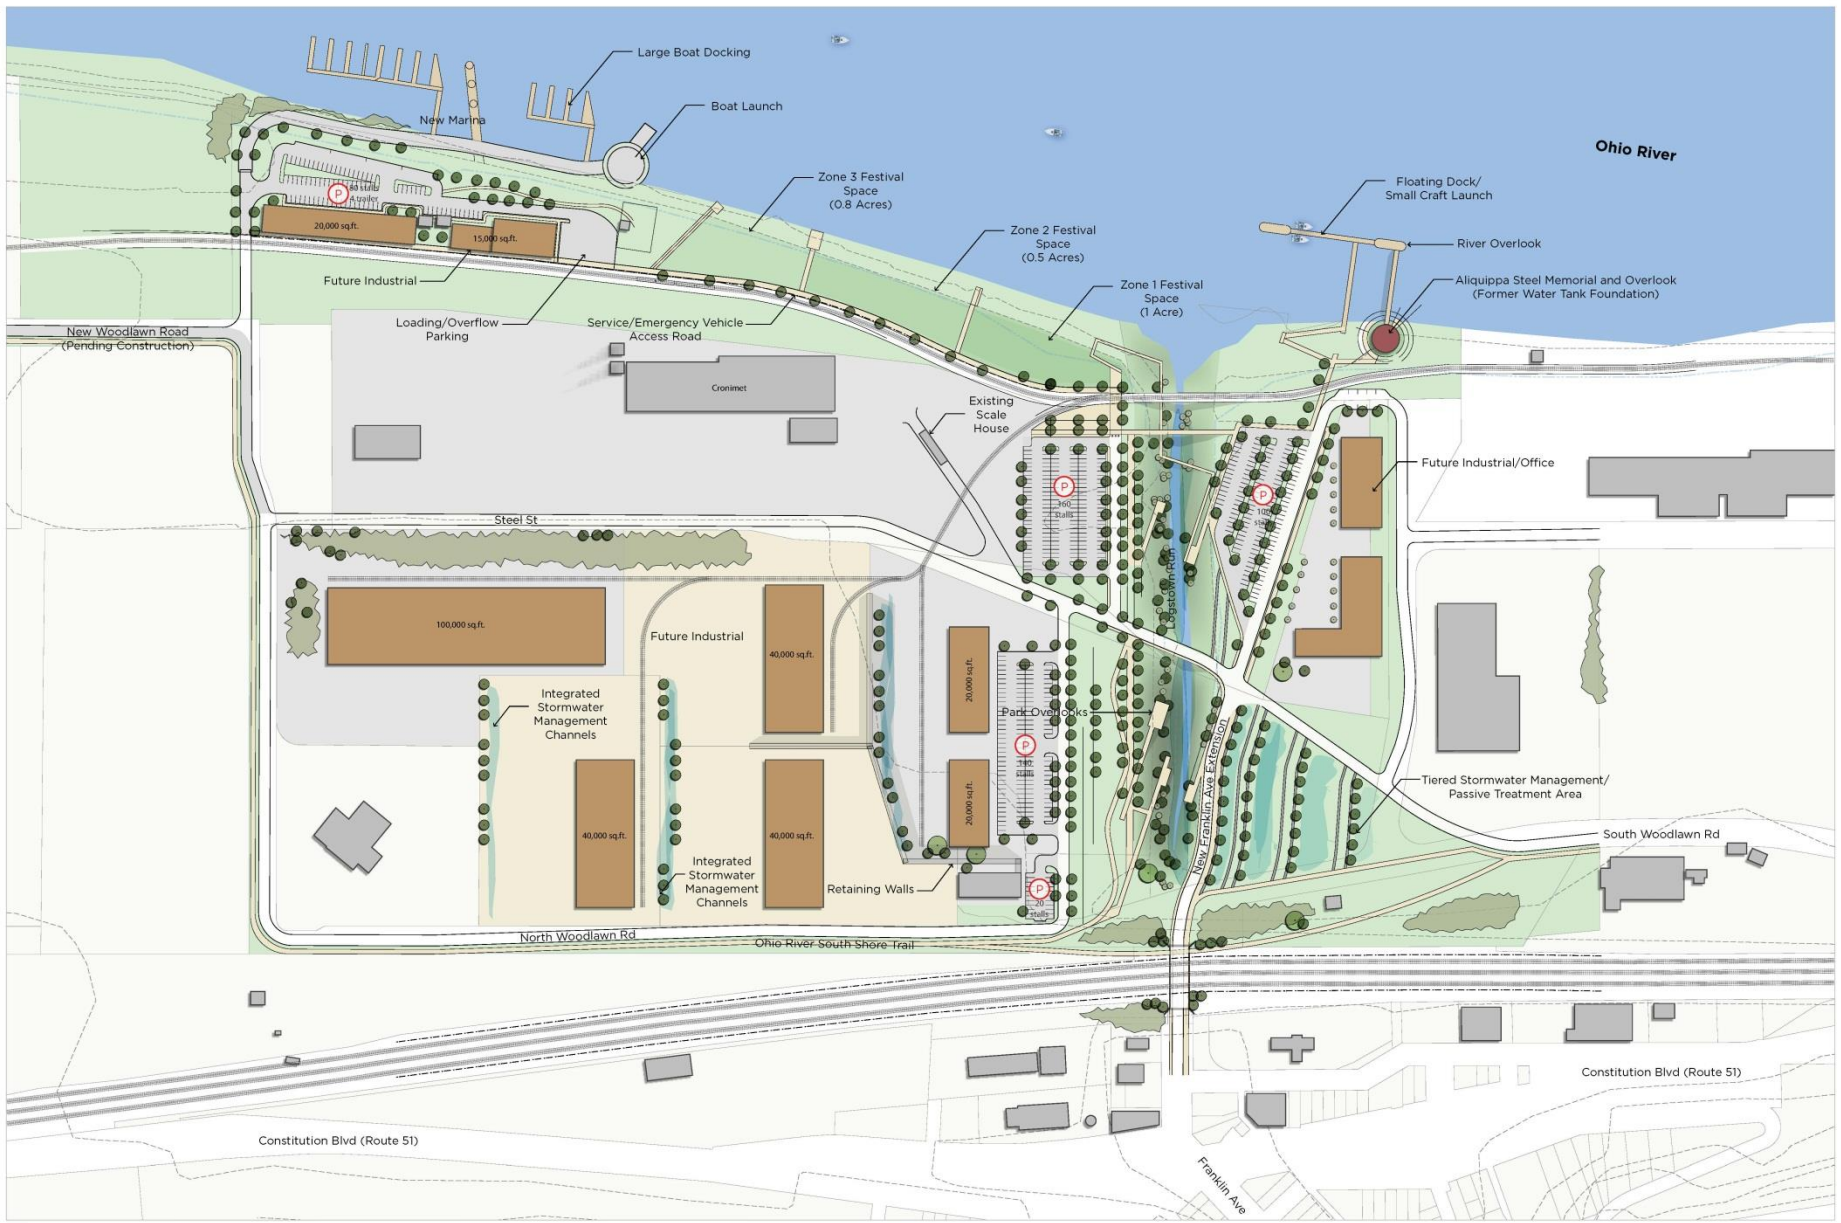 Large Boat Docking
Boat Launch
New Marina
Ohio River
Zone 3 Festival
Space
(0.8 Acres)
Floating Dock/
Small Craft Launch
P
80 stalls
4 trailer
20,000 sq.ft.
15,000 sq.ft.
Zone 2 Festival
Space
(0.5 Acres)
River Overlook
Future Industrial
Zone 1 Festival
Space
(1 Acre)
Aliquippa Steel Memorial and Overlook
(Former Water Tank Foundation)
New Woodlawn Road
(Pending Construction)
Loading/Overflow
Parking
Service/Emergency Vehicle
Access Road
Cronimet
Existing
Scale
House
Future Industrial/Office
P
160
stalls
P
stalls
Steel St
Logstown Run
100,000 sq.ft.
Future Industrial
40,000 sq.ft.
20,000 sq.ft.
Integrated
Stormwater
Management
Channels
Park Overlooks
P
140
stalls
New Franklin Ave Extension
Tiered Stormwater Management/
Passive Treatment Area
40,000 sq.ft.
40,000 sq.ft.
20,000 sq.ft.
South Woodlawn Rd
Integrated
Stormwater
Management
Channels
Retaining Walls
P
20
stalls
North Woodlawn Rd
Ohio River South Shore Trail
Constitution Blvd (Route 51)
Constitution Blvd (Route 51)
Franklin Ave